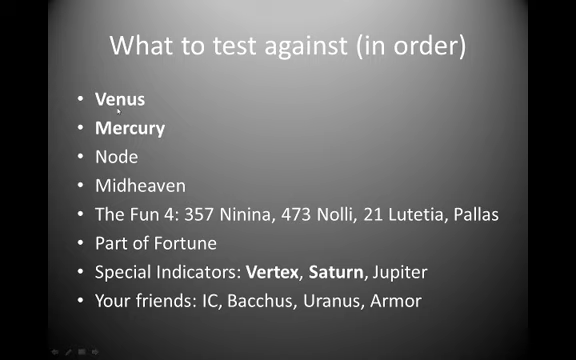 What to test against (in order)
• Venus
• Mercury
• Node
• Midheaven
• The Fun 4: 357 Ninina, 473 Nolli, 21 Lutetia, Pallas
• Part of Fortune
• Special Indicators: Vertex, Saturn, Jupiter
• Your friends: IC, Bacchus, Uranus, Armor